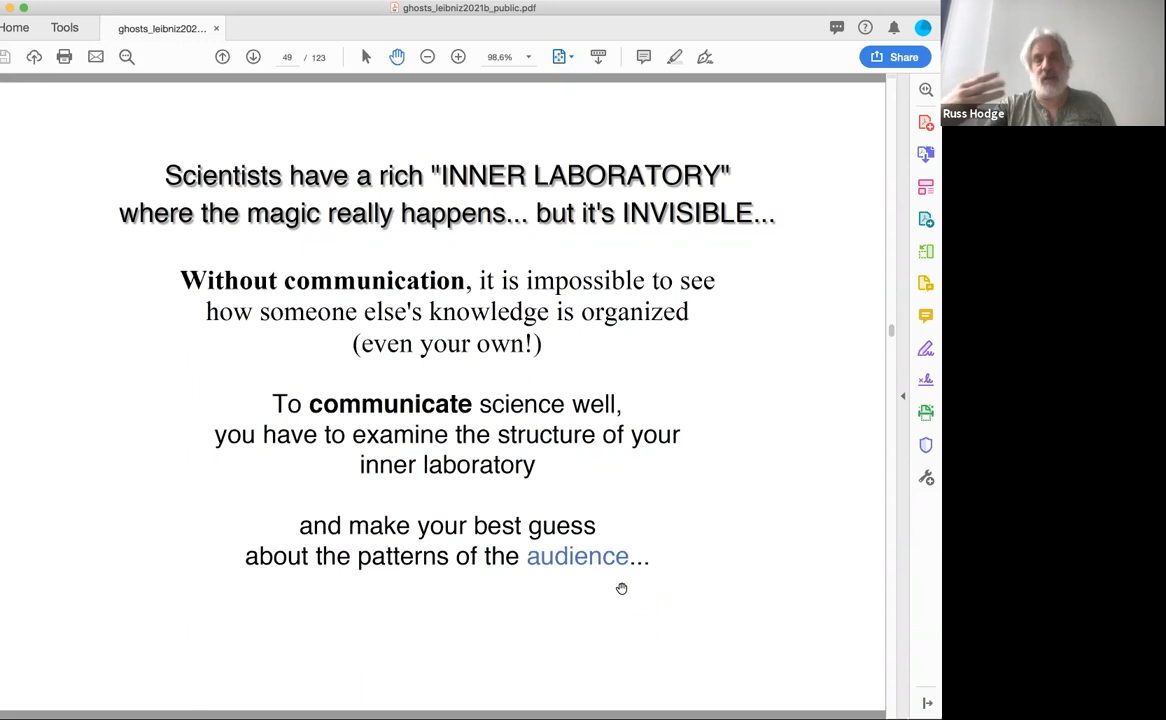 ghosts_leibniz2021b_public.pdf
Home
Tools
ghosts_leibniz202...
49 / 123
98,6%
Share
Russ Hodge
Scientists have a rich "INNER LABORATORY"
where the magic really happens... but it's INVISIBLE...
Without communication, it is impossible to see
how someone else's knowledge is organized
(even your own!)
To communicate science well,
you have to examine the structure of your
inner laboratory
and make your best guess
about the patterns of the audience...